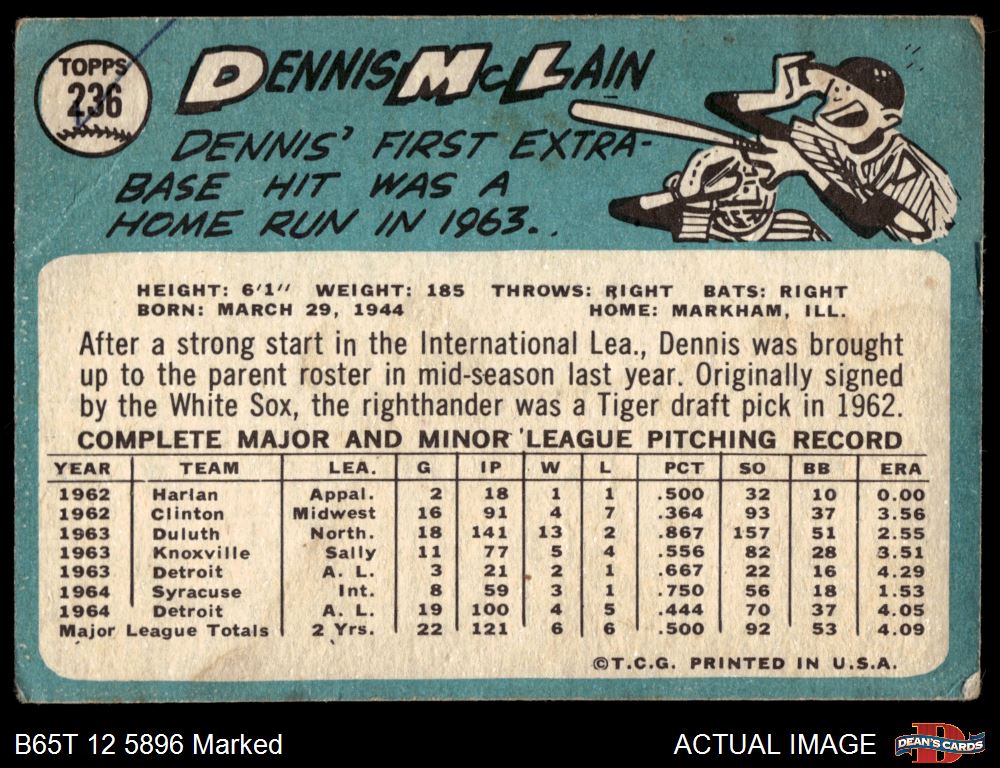 TOPPS
236
DENNIS McLAIN
DENNIS' FIRST EXTRA-
BASE HIT WAS A
HOME RUN IN 1963..
HEIGHT: 6'1" WEIGHT: 185 THROWS: RIGHT BATS: RIGHT
BORN: MARCH 29, 1944 HOME: MARKHAM, ILL.
After a strong start in the International Lea., Dennis was brought
up to the parent roster in mid-season last year. Originally signed
by the White Sox, the righthander was a Tiger draft pick in 1962.
COMPLETE MAJOR AND MINOR LEAGUE PITCHING RECORD
YEAR TEAM LEA. G IP W L PCT SO BB ERA
1962 Harlan Appal. 2 18 1 1 .500 32 10 0.00
1962 Clinton Midwest 16 91 4 7 .364 93 37 3.56
1963 Duluth North. 18 141 13 2 .867 157 51 2.55
1963 Knoxville Sally 11 77 5 4 .556 82 28 3.51
1963 Detroit A. L. 3 21 2 1 .667 22 16 4.29
1964 Syracuse Int. 8 59 3 1 .750 56 18 1.53
1964 Detroit A. L. 19 100 4 5 .444 70 37 4.05
Major League Totals 2 Yrs. 22 121 6 6 .500 92 53 4.09
©T.C.G. PRINTED IN U.S.A.
B65T 12 5896 Marked ACTUAL IMAGE
DEAN'S CARDS